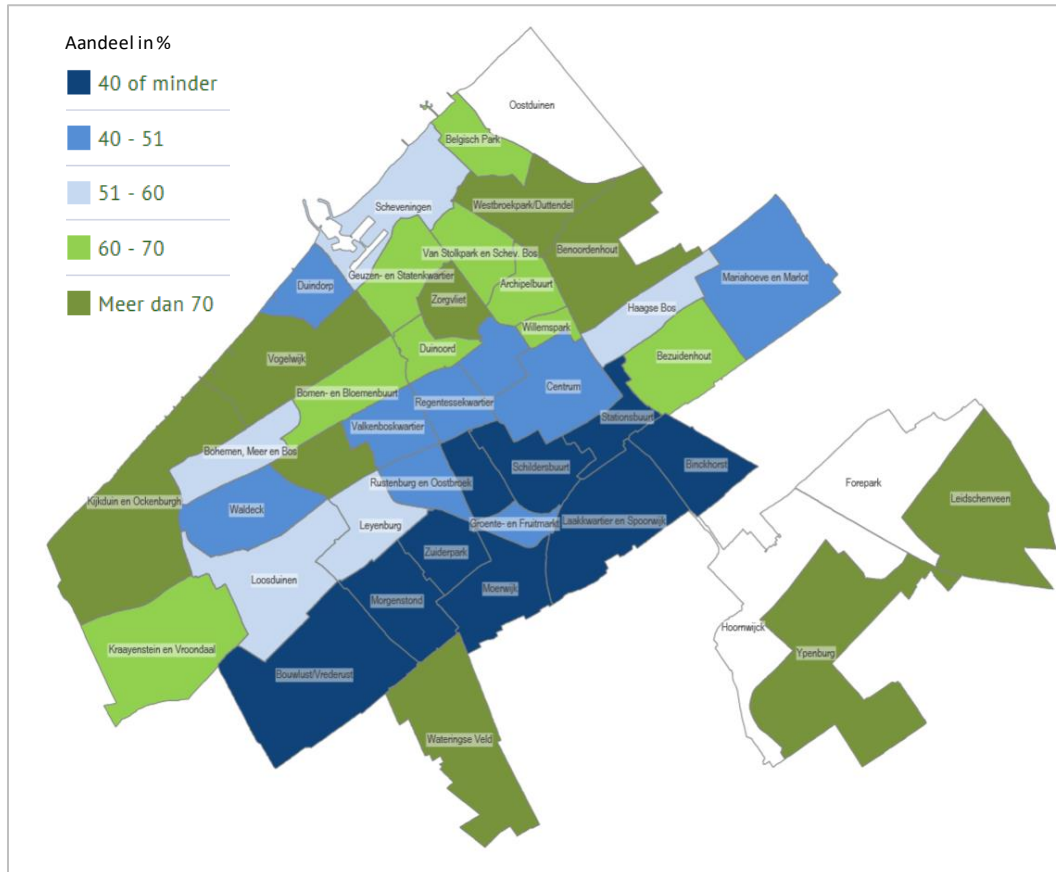 Aandeel in %
40 of minder
40 - 51
51 - 60
60 - 70
Meer dan 70
Oostduinen
Belgisch Park
Westbroekpark/Duttendel
Scheveningen
Van Stolkpark en Schev. Bos
Benoordenhout
Geuzen- en Statenkwartier
Archipelbuurt
Mariahoeve en Marlot
Duindorp
Zorgvliet
Haagse Bos
Willemspark
Duinoord
Bezuidenhout
Vogelwijk
Centrum
Bomen- en Bloemenbuurt
Regentessekwartier
Stationsbuurt
Valkenboskwartier
Bohemen, Meer en Bos
Schildersbuurt
Binckhorst
Rustenburg en Oostbroek
Forepark
Leidschenveen
Kijkduin en Ockenburgh
Waldeck
Leyenburg
Groente- en Fruitmarkt
Laakkwartier en Spoorwijk
Zuiderpark
Loosduinen
Moerwijk
Morgenstond
Hoornwijck
Kraayenstein en Vroondaal
Ypenburg
Bouwlust/Vrederust
Wateringse Veld